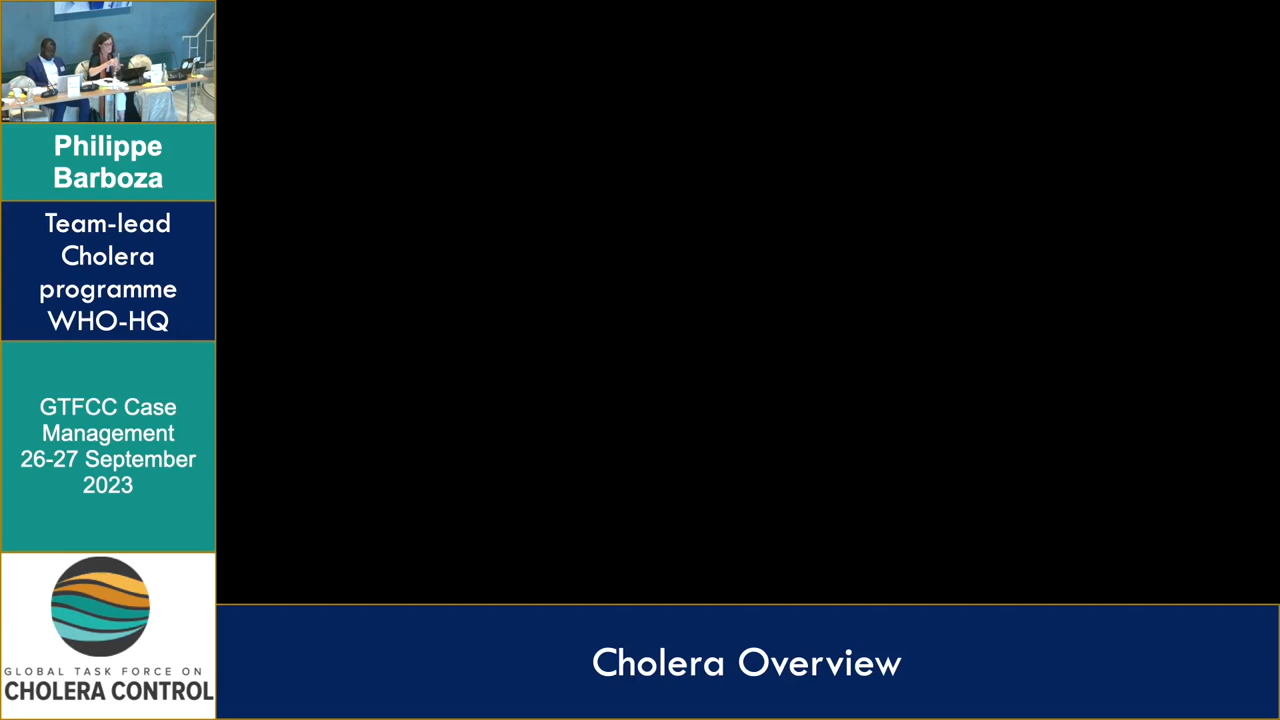 Philippe
Barboza
Team-lead
Cholera
programme
WHO-HQ
GTFCC Case
Management
26-27 September
2023
GLOBAL TASK FORCE ON
CHOLERA CONTROL
Cholera Overview